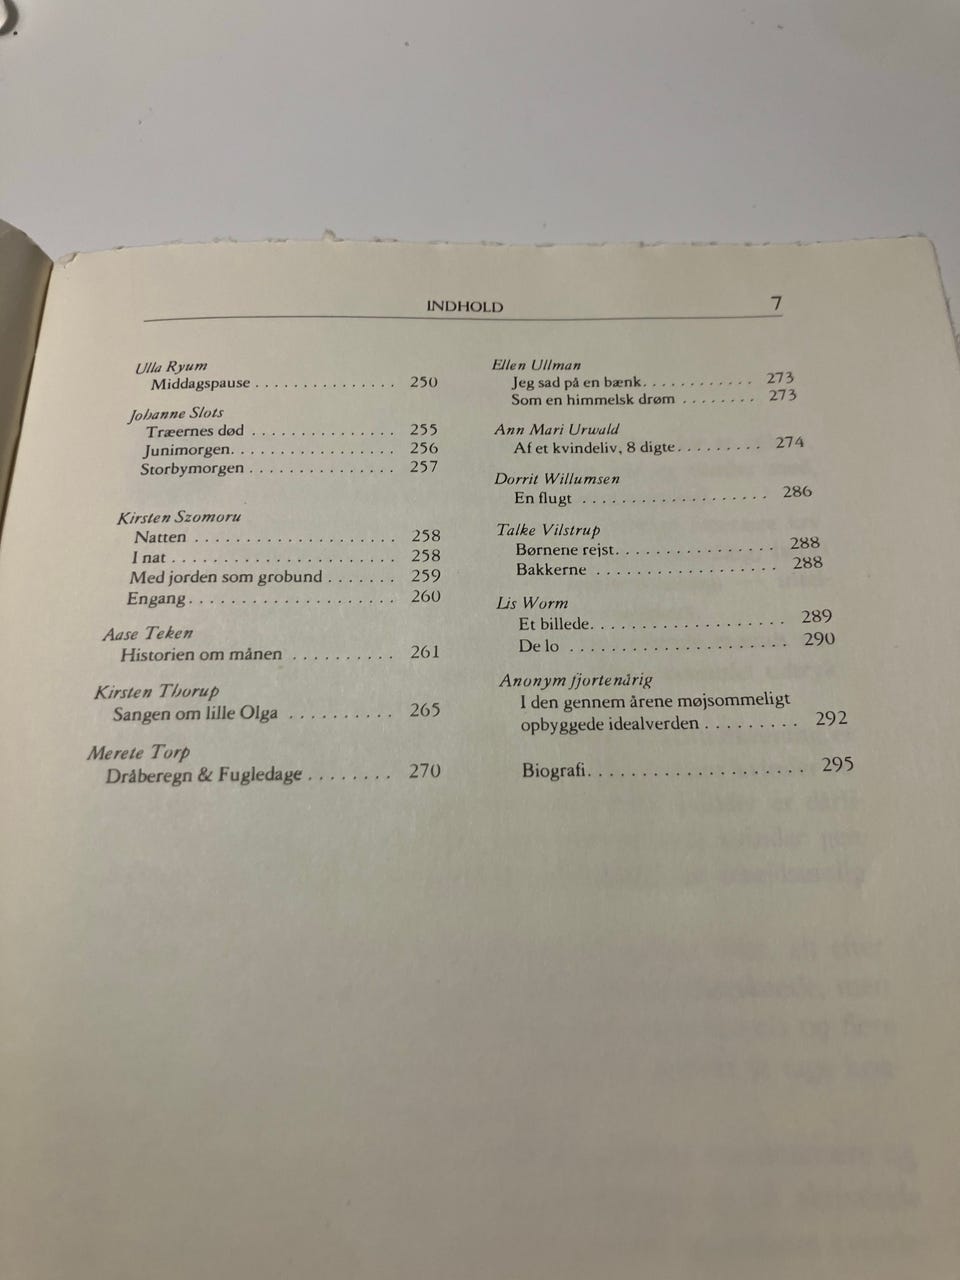 INDHOLD 7
Ulla Ryum
Middagspause . . . . . . . . . . . . . . . 250
Johanne Slots
Træernes død . . . . . . . . . . . . . . . 255
Junimorgen. . . . . . . . . . . . . . . . . 256
Storbymorgen . . . . . . . . . . . . . . . 257
Kirsten Szomoru
Natten . . . . . . . . . . . . . . . . . . . . 258
I nat . . . . . . . . . . . . . . . . . . . . . . 258
Med jorden som grobund . . . . . . . 259
Engang. . . . . . . . . . . . . . . . . . . . . 260
Aase Teken
Historien om månen . . . . . . . . . . 261
Kirsten Thorup
Sangen om lille Olga . . . . . . . . . . 265
Merete Torp
Dråberegn & Fugledage . . . . . . . . 270
Ellen Ullman
Jeg sad på en bænk. . . . . . . . . . . . 273
Som en himmelsk drøm . . . . . . . . 273
Ann Mari Urwald
Af et kvindeliv, 8 digte. . . . . . . . . 274
Dorrit Willumsen
En flugt . . . . . . . . . . . . . . . . . . . 286
Talke Vilstrup
Børnene rejst. . . . . . . . . . . . . . . . 288
Bakkerne . . . . . . . . . . . . . . . . . . 288
Lis Worm
Et billede. . . . . . . . . . . . . . . . . . . 289
De lo . . . . . . . . . . . . . . . . . . . . . 290
Anonym fjortenårig
I den gennem årene møjsommeligt
opbyggede idealverden . . . . . . . . . 292
Biografi. . . . . . . . . . . . . . . . . . . . 295